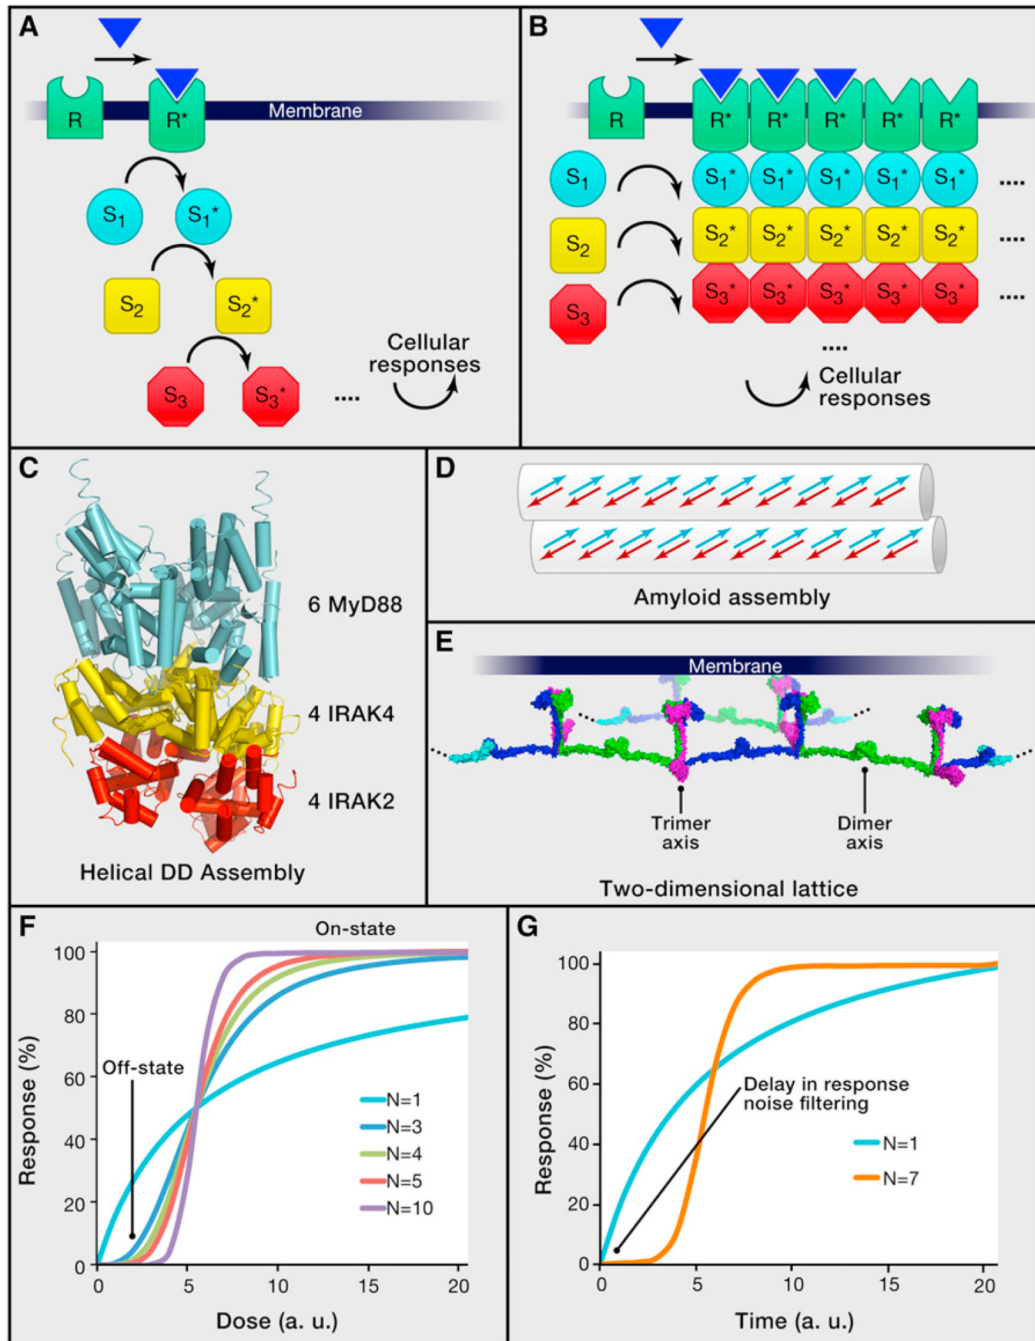 A
R
R*
Membrane
S1
S1*
S2
S2*
S3
S3*
....
Cellular
responses
B
R
R* R* R* R* R*
S1
S1* S1* S1* S1* S1* ....
S2
S2* S2* S2* S2* S2* ....
S3
S3* S3* S3* S3* S3* ....
....
Cellular
responses
C
6 MyD88
4 IRAK4
4 IRAK2
Helical DD Assembly
D
Amyloid assembly
E
Membrane
Trimer
axis
Dimer
axis
Two-dimensional lattice
F
On-state
Off-state
Response (%)
100
80
60
40
20
0
N=1
N=3
N=4
N=5
N=10
0 5 10 15 20
Dose (a. u.)
G
Response (%)
100
80
60
40
20
0
Delay in response
noise filtering
N=1
N=7
0 5 10 15 20
Time (a. u.)